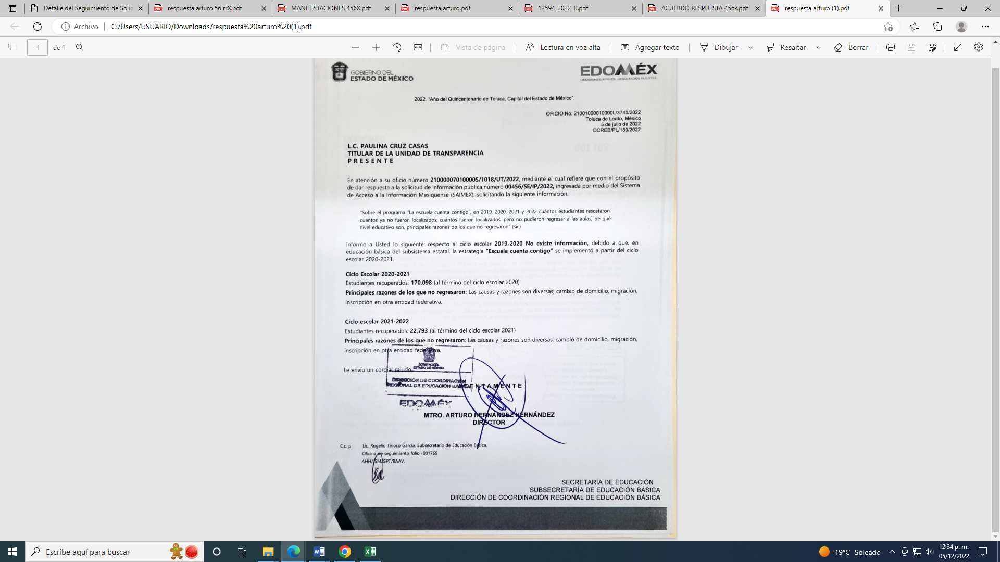 Detalle del Seguimiento de Solic
respuesta arturo 56 rrX.pdf
MANIFESTACIONES 456X.pdf
respuesta arturo.pdf
12594_2022_IJ.pdf
ACUERDO RESPUESTA 456x.pdf
respuesta arturo (1).pdf
Archivo
C:/Users/USUARIO/Downloads/respuesta%20arturo%20(1).pdf
1 de 1
Vista de página
Lectura en voz alta
Agregar texto
Dibujar
Resaltar
Borrar
GOBIERNO DEL
ESTADO DE MÉXICO
EDOMÉX
DECISIONES FIRMES, RESULTADOS FUERTES.
2022. “Año del Quincentenario de Toluca, Capital del Estado de México”.
OFICIO No. 21001000010000L/3740/2022
Toluca de Lerdo, México
5 de julio de 2022
DCREB/PL/189/2022
L.C. PAULINA CRUZ CASAS
TITULAR DE LA UNIDAD DE TRANSPARENCIA
P R E S E N T E
En atención a su oficio número 21000007010000S/1018/UT/2022, mediante el cual refiere que con el propósito
de dar respuesta a la solicitud de información pública número 00456/SE/IP/2022, ingresada por medio del Sistema
de Acceso a la Información Mexiquense (SAIMEX), solicitando la siguiente información.
“Sobre el programa “La escuela cuenta contigo”, en 2019, 2020, 2021 y 2022 cuántos estudiantes rescataron,
cuántos ya no fueron localizados, cuántos fueron localizados, pero no pudieron regresar a las aulas, de qué
nivel educativo son, principales razones de los que no regresaron” (sic)
Informo a Usted lo siguiente; respecto al ciclo escolar 2019-2020 No existe información, debido a que, en
educación básica del subsistema estatal, la estrategia “Escuela cuenta contigo” se implementó a partir del ciclo
escolar 2020-2021.
Ciclo Escolar 2020-2021
Estudiantes recuperados: 170,098 (al término del ciclo escolar 2020)
Principales razones de los que no regresaron: Las causas y razones son diversas; cambio de domicilio, migración,
inscripción en otra entidad federativa.
Ciclo escolar 2021-2022
Estudiantes recuperados: 22,793 (al término del ciclo escolar 2021)
Principales razones de los que no regresaron: Las causas y razones son diversas; cambio de domicilio, migración,
inscripción en otra entidad federativa.
GOBIERNO DEL
ESTADO DE MÉXICO
Le envío un cordial saludo
DIRECCIÓN DE COORDINACIÓN
REGIONAL DE EDUCACIÓN BÁSICA
A T E N T A M E N T E
EDOMÉX
MTRO. ARTURO HERNÁNDEZ HERNÁNDEZ
DIRECTOR
C.c. p Lic. Rogelio Tinoco García, Subsecretario de Educación Básica.
Oficina de seguimiento folio -001769
AHH/JSM/GPT/BAAV.
SECRETARÍA DE EDUCACIÓN
SUBSECRETARÍA DE EDUCACIÓN BÁSICA
DIRECCIÓN DE COORDINACIÓN REGIONAL DE EDUCACIÓN BÁSICA
Escribe aquí para buscar
19°C Soleado
12:34 p. m.
05/12/2022